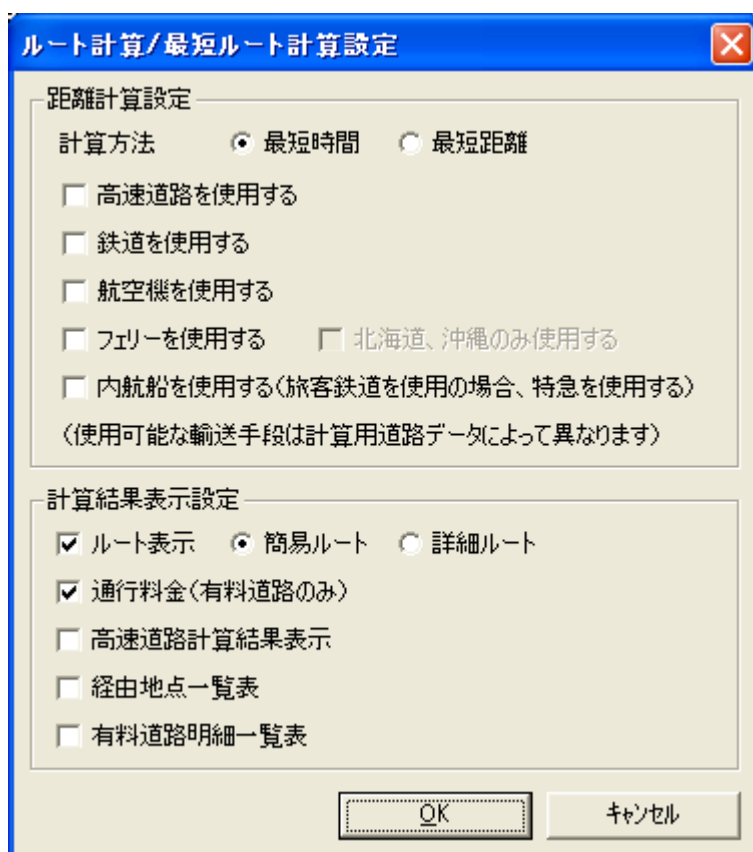 ルート計算/最短ルート計算設定
距離計算設定
計算方法 最短時間 最短距離
高速道路を使用する
鉄道を使用する
航空機を使用する
フェリーを使用する 北海道、沖縄のみ使用する
内航船を使用する(旅客鉄道を使用の場合、特急を使用する)
(使用可能な輸送手段は計算用道路データによって異なります)
計算結果表示設定
ルート表示 簡易ルート 詳細ルート
通行料金(有料道路のみ)
高速道路計算結果表示
経由地点一覧表
有料道路明細一覧表
OK キャンセル